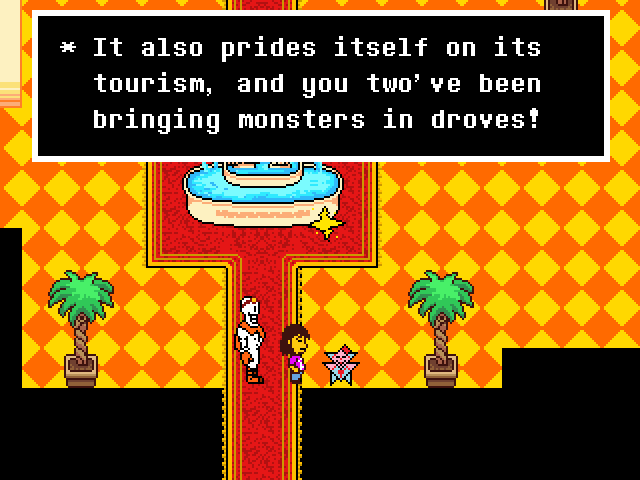 * It also prides itself on its
tourism, and you two've been
bringing monsters in droves!